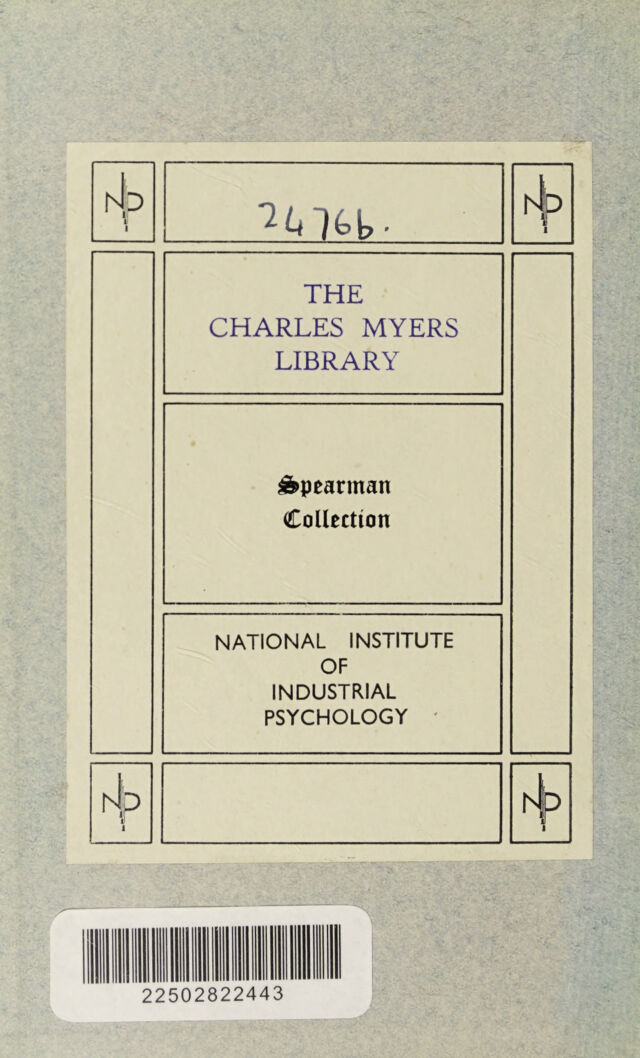 24766.
THE
CHARLES MYERS
LIBRARY
Spearman
Collection
NATIONAL INSTITUTE
OF
INDUSTRIAL
PSYCHOLOGY
22502822443